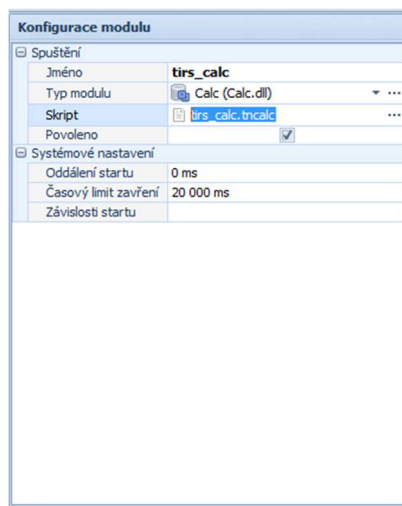 Konfigurace modulu
Spuštění
Jméno tirs_calc
Typ modulu Calc (Calc.dll)
Skript tirs_calc.tncalc
Povoleno
Systémové nastavení
Oddálení startu 0 ms
Časový limit zavření 20 000 ms
Závislosti startu